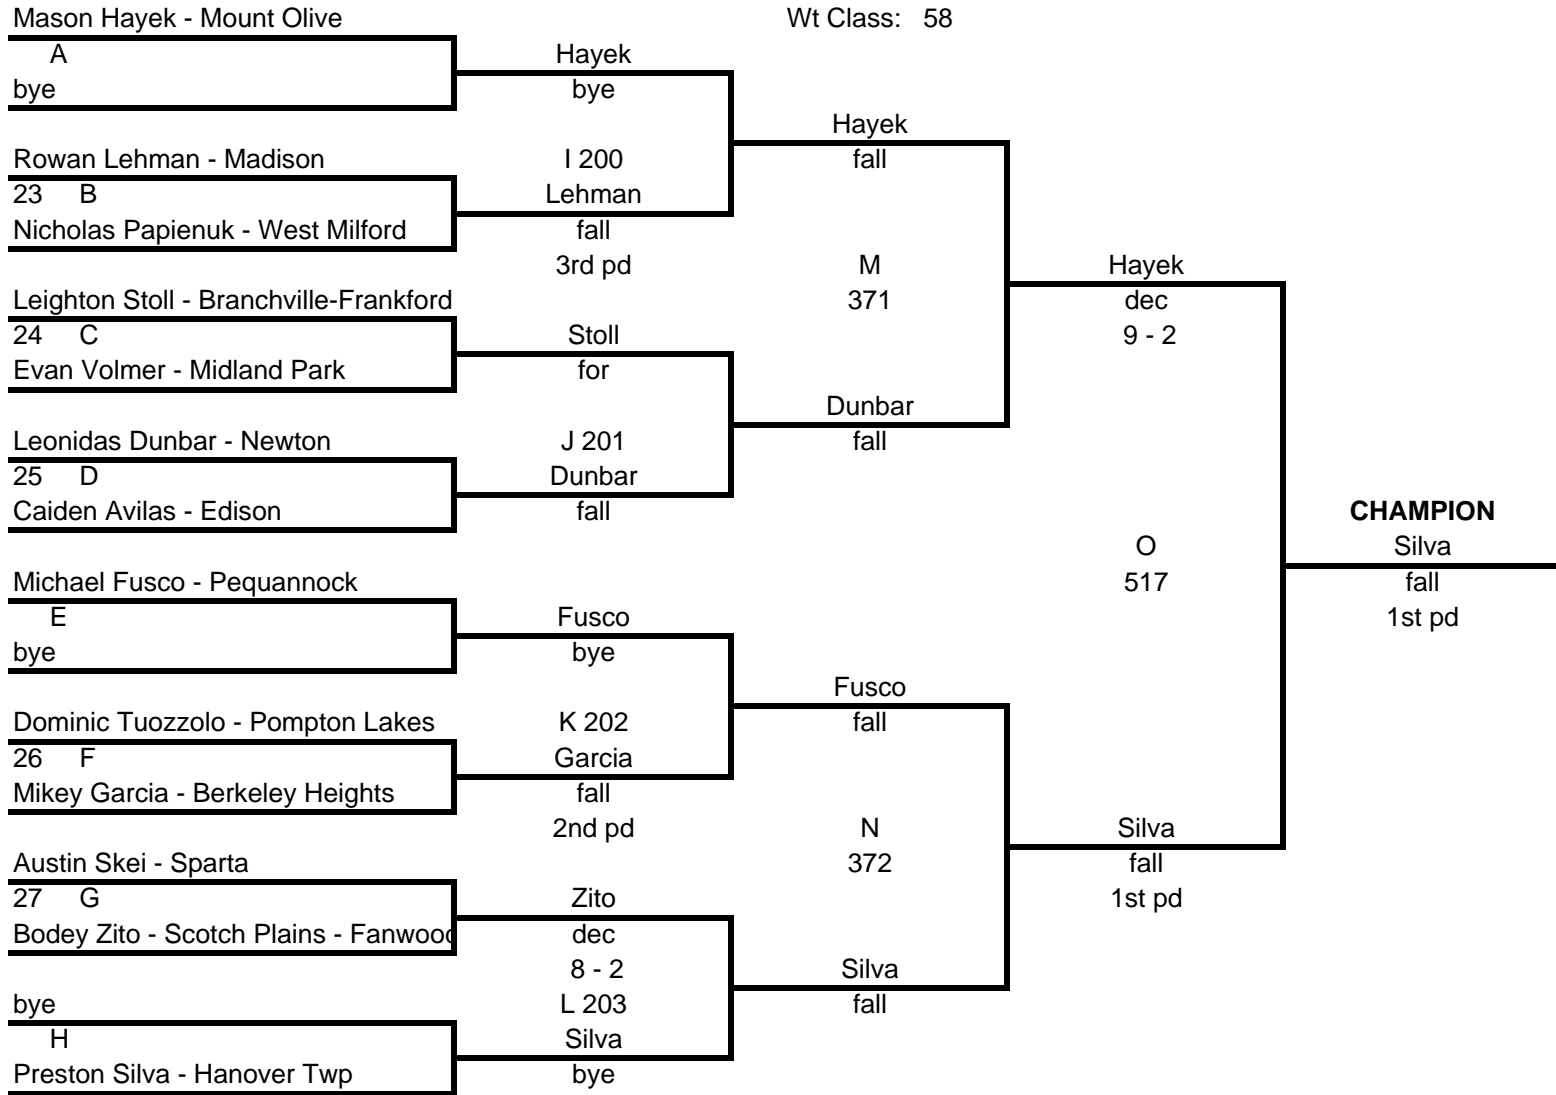 Mason Hayek - Mount Olive
Wt Class: 58
A
Hayek
bye
bye
Hayek
Rowan Lehman - Madison
I 200
fall
23 B
Lehman
Nicholas Papienuk - West Milford
fall
3rd pd
M
Hayek
Leighton Stoll - Branchville-Frankford
371
dec
24 C
Stoll
9 - 2
Evan Volmer - Midland Park
for
Dunbar
Leonidas Dunbar - Newton
J 201
fall
25 D
Dunbar
Caiden Avilas - Edison
fall
CHAMPION
O
Silva
Michael Fusco - Pequannock
517
fall
E
Fusco
1st pd
bye
bye
Fusco
Dominic Tuozzolo - Pompton Lakes
K 202
fall
26 F
Garcia
Mikey Garcia - Berkeley Heights
fall
2nd pd
N
Silva
Austin Skei - Sparta
372
fall
27 G
Zito
1st pd
Bodey Zito - Scotch Plains - Fanwood
dec
8 - 2
Silva
bye
L 203
fall
H
Silva
Preston Silva - Hanover Twp
bye